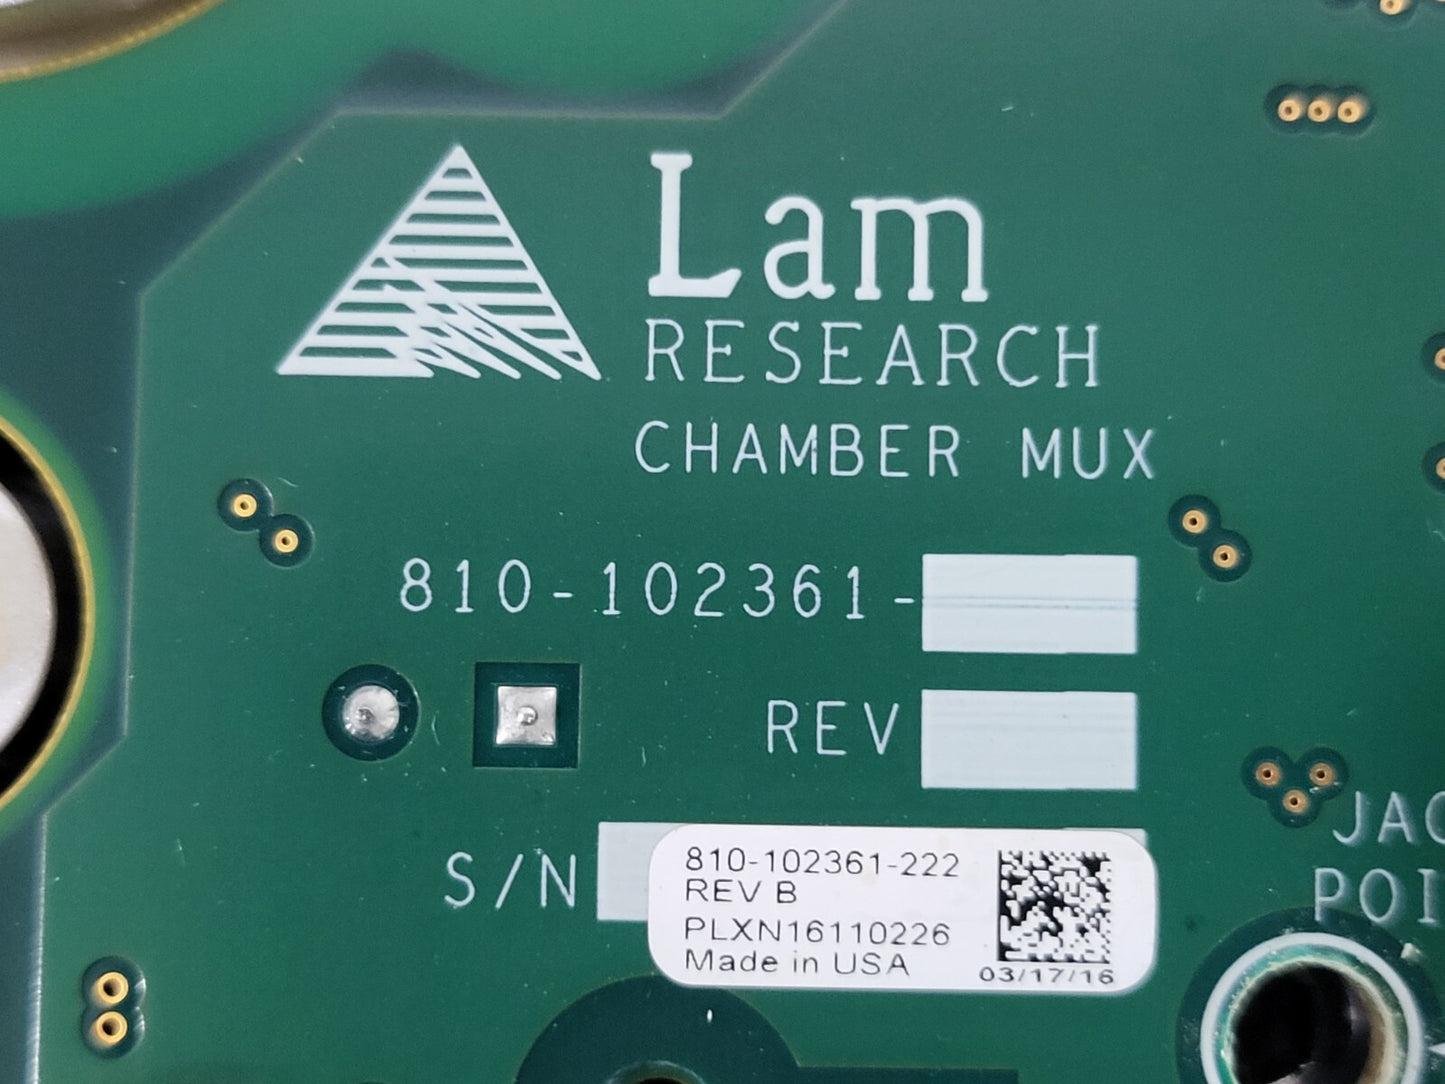 Lam
RESEARCH
CHAMBER MUX
810-102361-
REV
S/N
810-102361-222
REV B
PLXN16110226
Made in USA
03/17/16